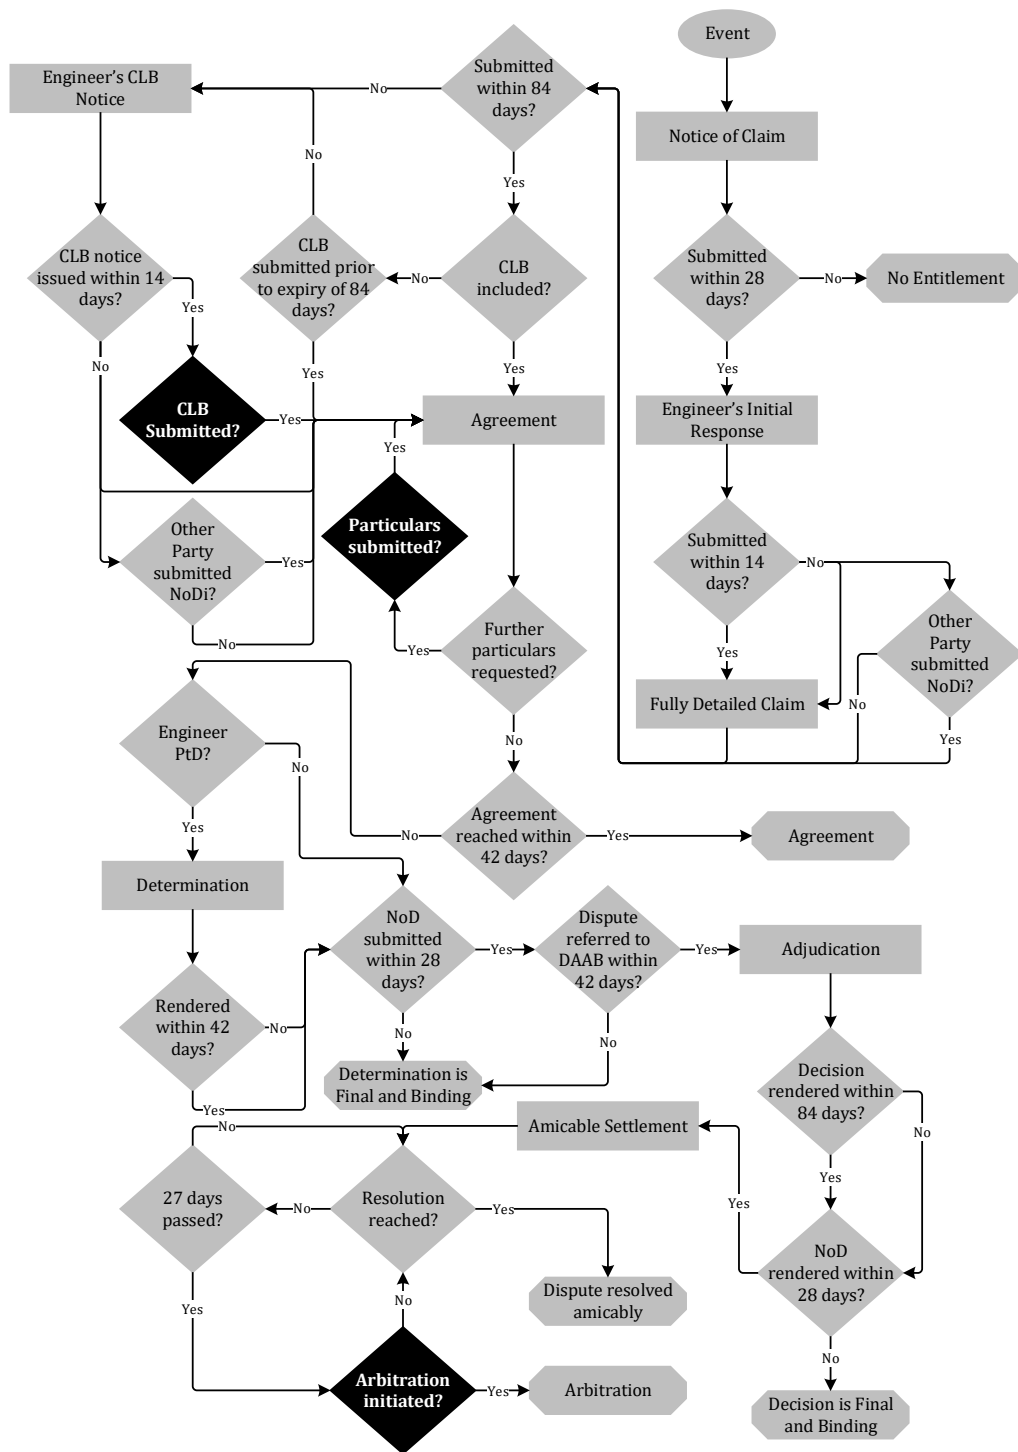 Event
Notice of Claim
Submitted
within 28
days?
No
No Entitlement
Yes
Engineer's Initial
Response
Submitted
within 14
days?
No
Yes
Other
Party
submitted
NoDi?
No
Yes
Fully Detailed Claim
Submitted
within 84
days?
No
Yes
Engineer's CLB
Notice
CLB
included?
No
Yes
CLB
submitted prior
to expiry of 84
days?
No
Yes
CLB notice
issued within 14
days?
Yes
No
CLB
Submitted?
Yes
Agreement
Other
Party
submitted
NoDi?
Yes
No
Particulars
submitted?
Yes
Further
particulars
requested?
Yes
No
Agreement
reached within
42 days?
No
Yes
Agreement
Engineer
PtD?
No
Yes
Determination
Rendered
within 42
days?
No
Yes
NoD
submitted
within 28
days?
Yes
No
Dispute
referred to
DAAB within
42 days?
Yes
No
Determination is
Final and Binding
Adjudication
Decision
rendered within
84 days?
No
Yes
NoD
rendered within
28 days?
Yes
No
Decision is Final
and Binding
Amicable Settlement
Resolution
reached?
No
Yes
Dispute resolved
amicably
27 days
passed?
No
Yes
Arbitration
initiated?
No
Yes
Arbitration